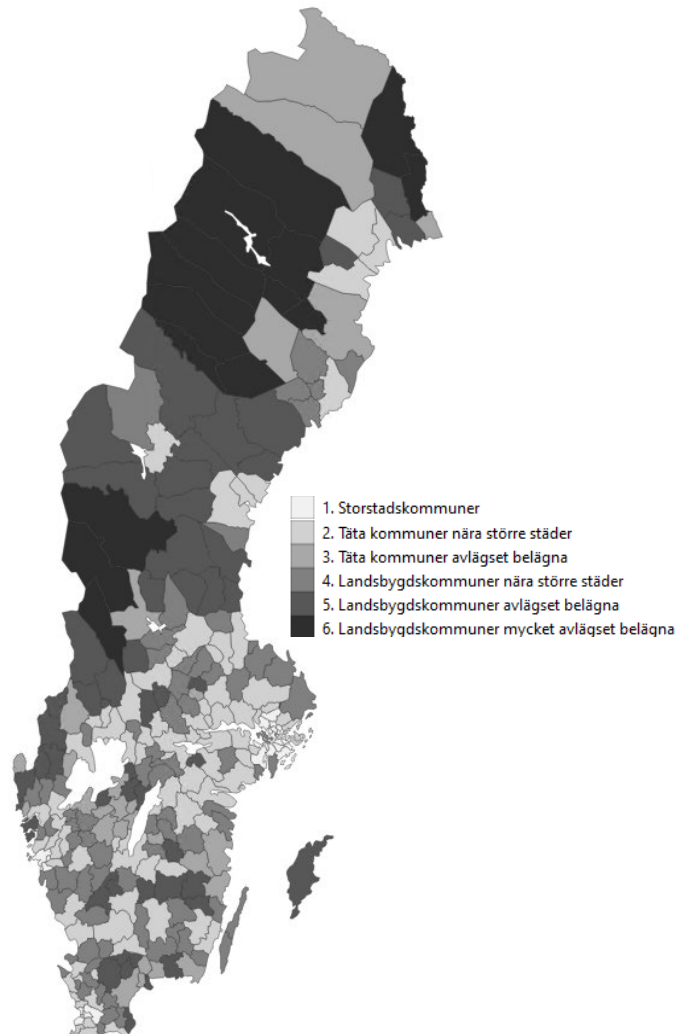 1. Storstadskommuner
2. Täta kommuner nära större städer
3. Täta kommuner avlägset belägna
4. Landsbygdskommuner nära större städer
5. Landsbygdskommuner avlägset belägna
6. Landsbygdskommuner mycket avlägset belägna